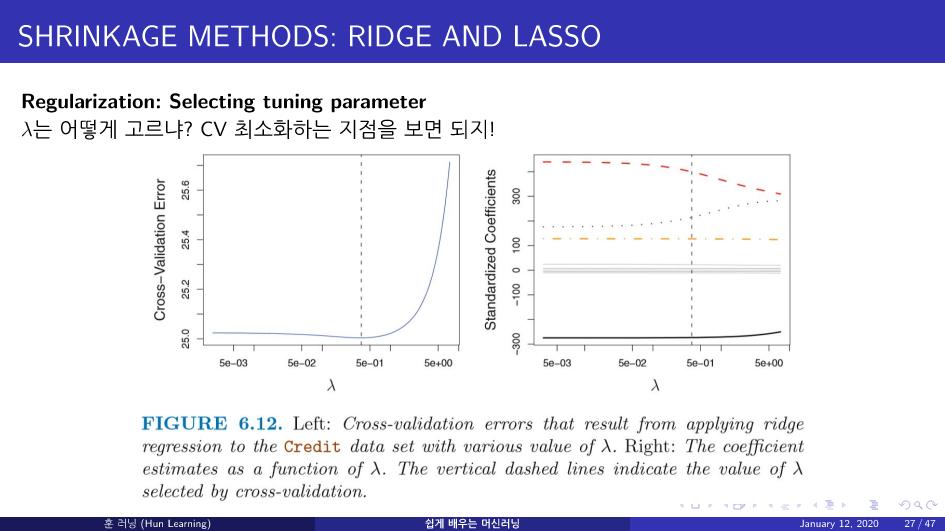 SHRINKAGE METHODS: RIDGE AND LASSO
Regularization: Selecting tuning parameter
λ는 어떻게 고르냐? CV 최소화하는 지점을 보면 되지!
Cross−Validation Error
25.0 25.2 25.4 25.6
5e−03 5e−02 5e−01 5e+00
λ
Standardized Coefficients
−300 −100 0 100 300
5e−03 5e−02 5e−01 5e+00
λ
FIGURE 6.12. Left: Cross-validation errors that result from applying ridge
regression to the Credit data set with various value of λ. Right: The coefficient
estimates as a function of λ. The vertical dashed lines indicate the value of λ
selected by cross-validation.
훈 러닝 (Hun Learning) 쉽게 배우는 머신러닝 January 12, 2020 27 / 47